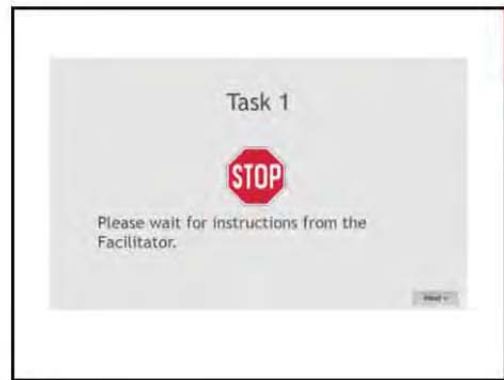 Task 1
STOP
Please wait for instructions from the
Facilitator.